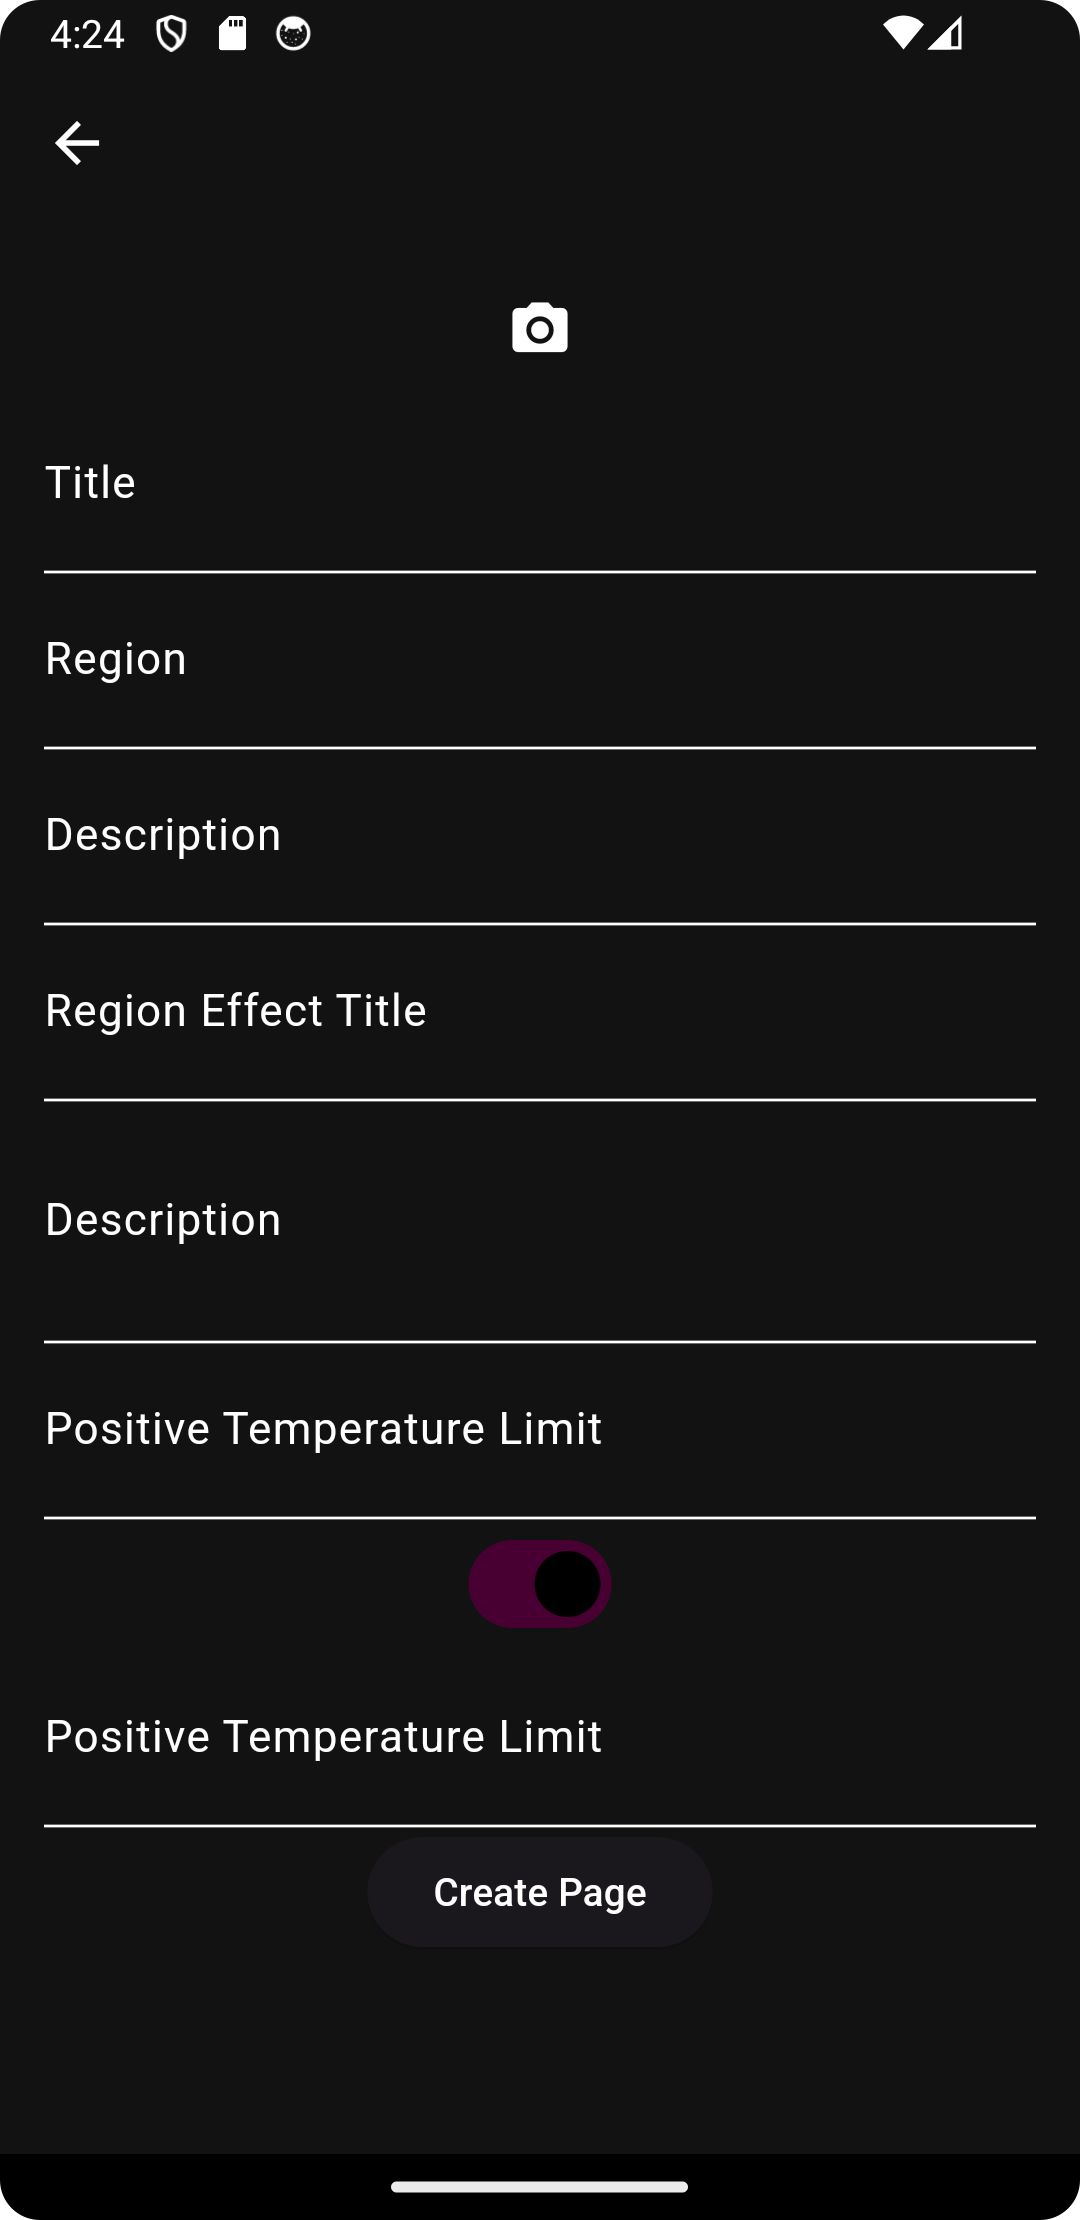 4:24
Title
Region
Description
Region Effect Title
Description
Positive Temperature Limit
Positive Temperature Limit
Create Page